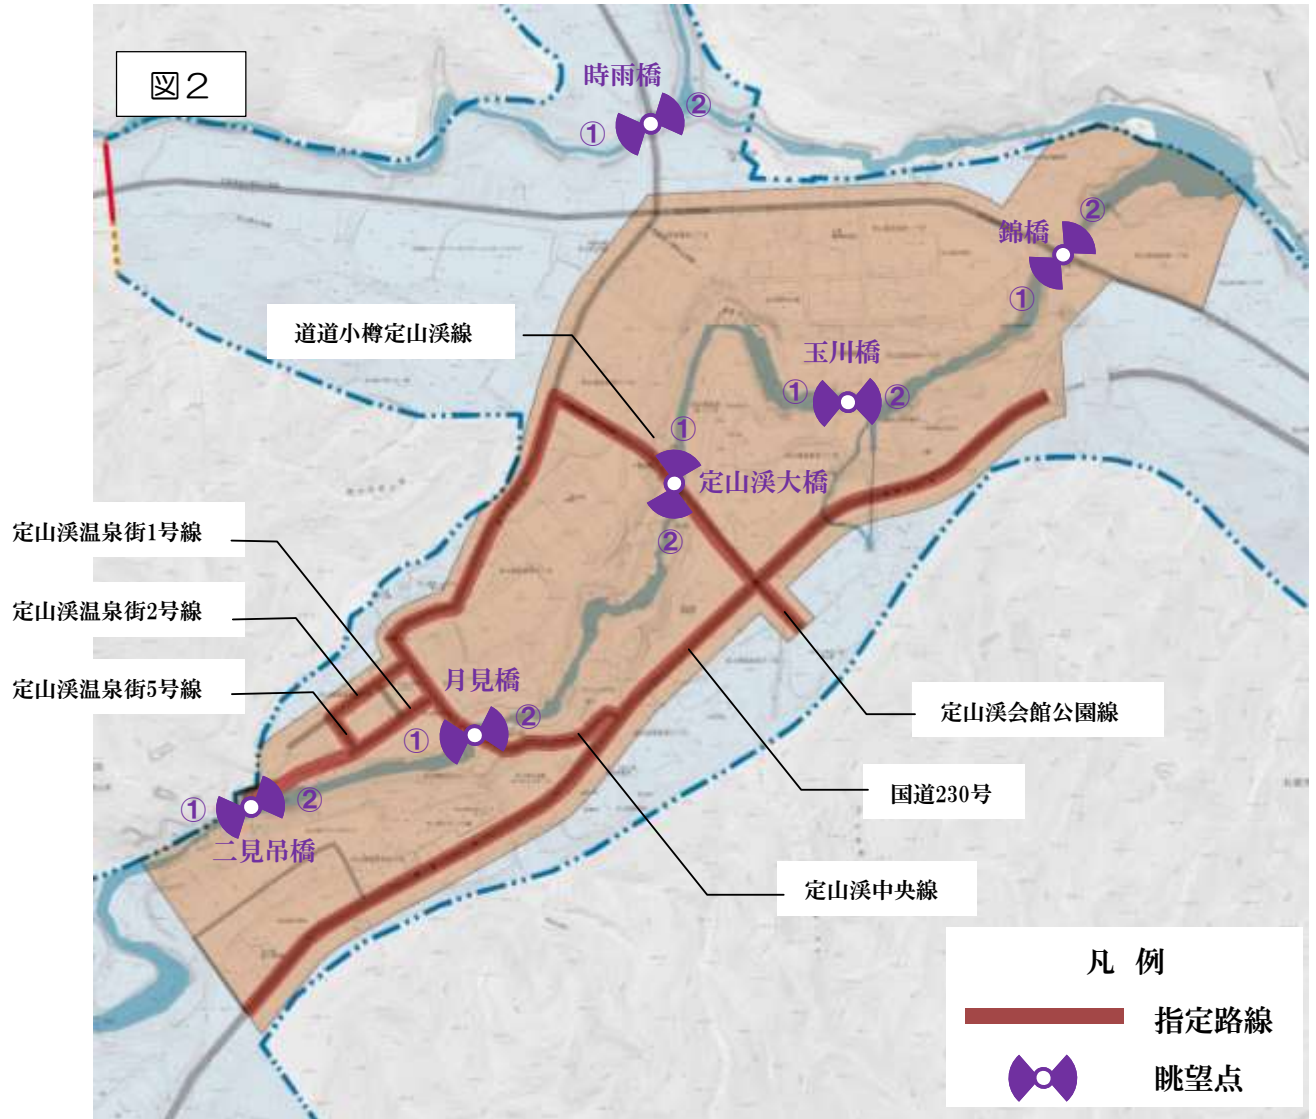 図2
時雨橋
①
②
錦橋
①
②
道道小樽定山渓線
玉川橋
①
②
①
定山渓大橋
②
定山渓温泉街1号線
定山渓温泉街2号線
定山渓温泉街5号線
月見橋
①
②
定山渓会館公園線
国道230号
①
②
二見吊橋
定山渓中央線
凡 例
指定路線
眺望点